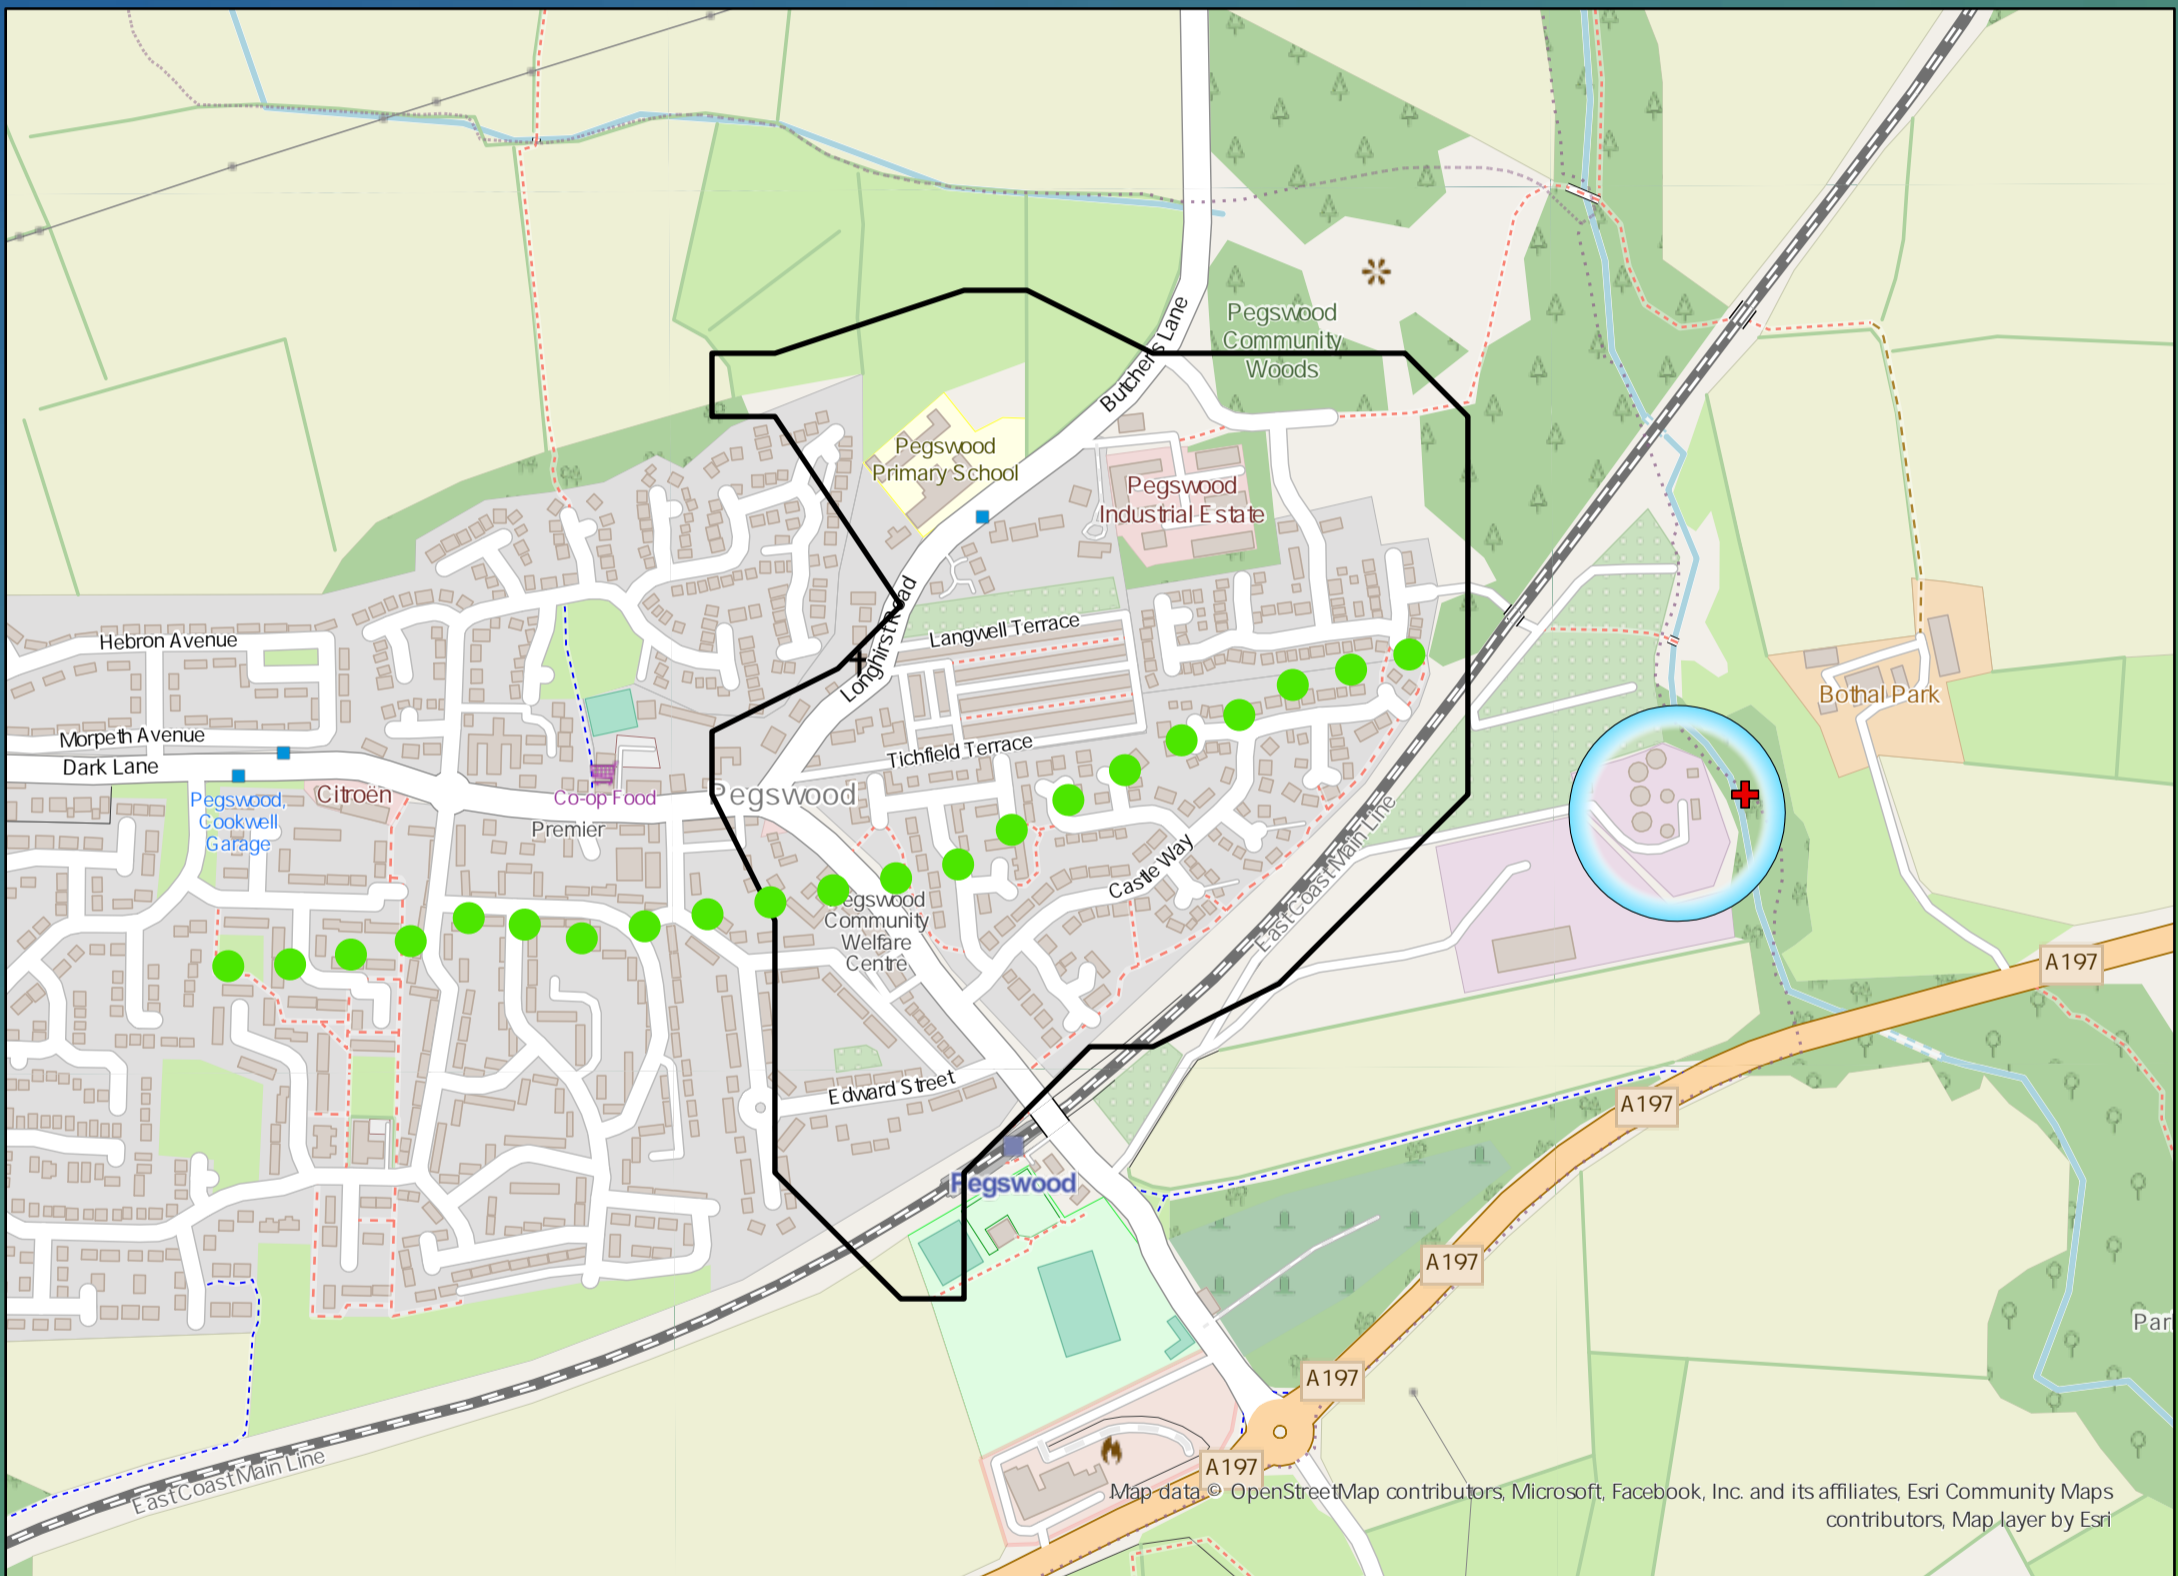 Butchers Lane
Pegswood
Community
Woods
Pegswood
Primary School
Pegswood
Industrial Estate
Longhirst Road
Langwell Terrace
Hebron Avenue
Morpeth Avenue
Dark Lane
Bothal Park
Tichfield Terrace
Citroën
Co-op Food
Pegswood
Pegswood,
Cookwell
Garage
Premier
Castle Way
East Coast Main Line
Pegswood
Community
Welfare
Centre
A197
Edward Street
A197
Pegswood
A197
Par
A197
A197
East Coast Main Line
Map data © OpenStreetMap contributors, Microsoft, Facebook, Inc. and its affiliates, Esri Community Maps
contributors, Map layer by Esri